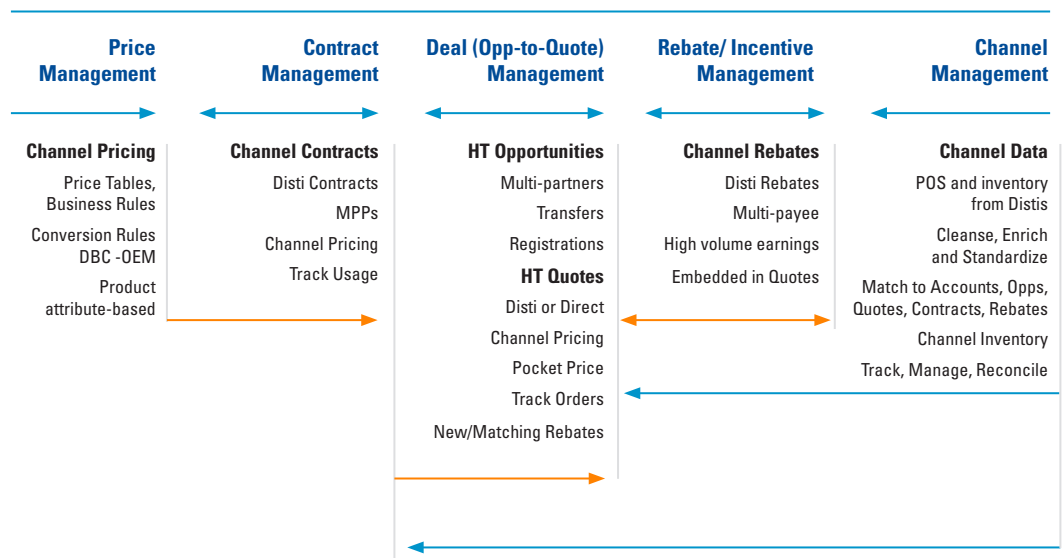 Price
Management
Contract
Management
Deal (Opp-to-Quote)
Management
Rebate/ Incentive
Management
Channel
Management
Channel Pricing
Price Tables,
Business Rules
Conversion Rules
DBC -OEM
Product
attribute-based
Channel Contracts
Disti Contracts
MPPs
Channel Pricing
Track Usage
HT Opportunities
Multi-partners
Transfers
Registrations
HT Quotes
Disti or Direct
Channel Pricing
Pocket Price
Track Orders
New/Matching Rebates
Channel Rebates
Disti Rebates
Multi-payee
High volume earnings
Embedded in Quotes
Channel Data
POS and inventory
from Distis
Cleanse, Enrich
and Standardize
Match to Accounts, Opps,
Quotes, Contracts, Rebates
Channel Inventory
Track, Manage, Reconcile